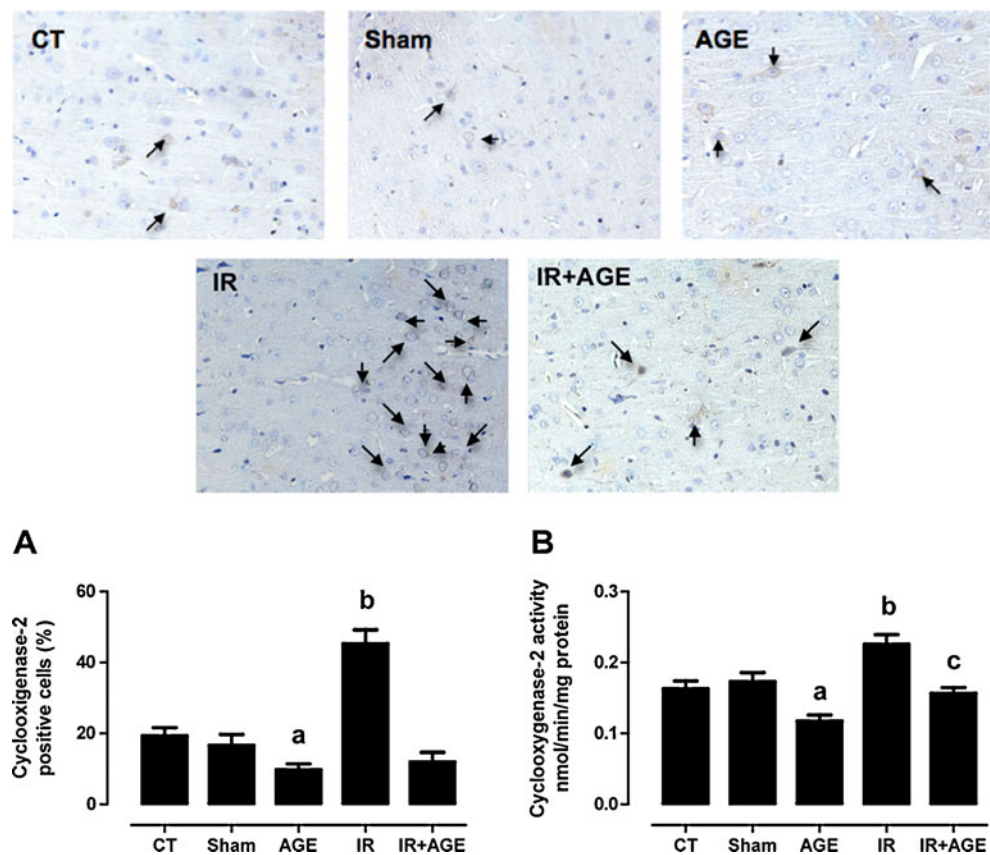 CT
Sham
AGE
IR
IR+AGE
A
Cyclooxigenase-2
positive cells (%)
60
40
20
0
a
b
CT Sham AGE IR IR+AGE
B
Cyclooxygenase-2 activity
nmol/min/mg protein
0.3
0.2
0.1
0.0
a
b
c
CT Sham AGE IR IR+AGE